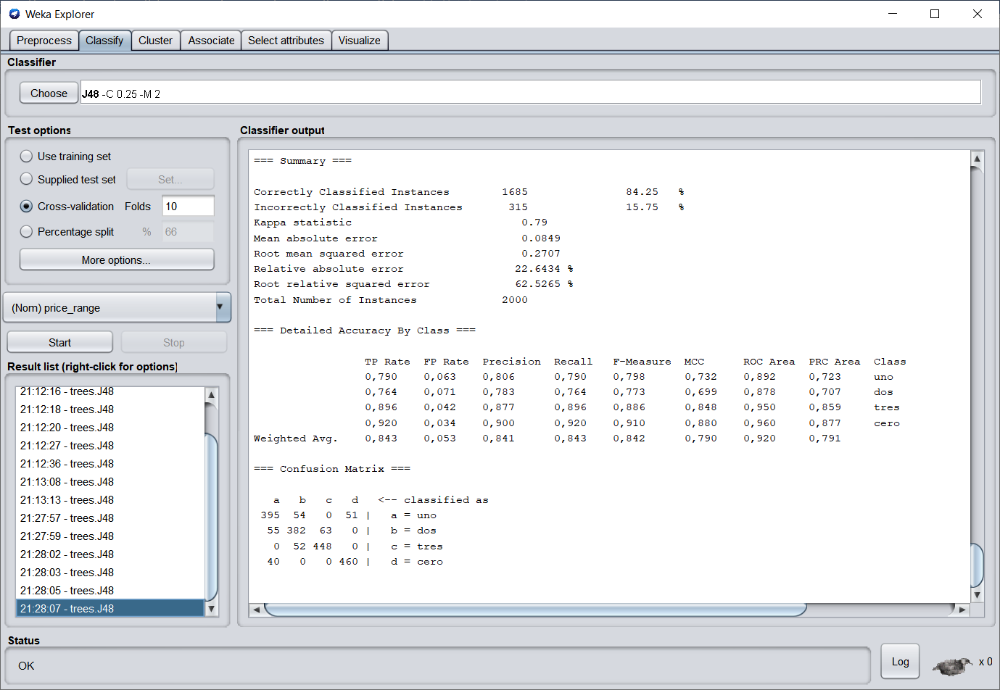 Weka Explorer
Preprocess Classify Cluster Associate Select attributes Visualize
Classifier
Choose J48 -C 0.25 -M 2
Test options
Use training set
Supplied test set Set...
Cross-validation Folds 10
Percentage split % 66
More options...
(Nom) price_range
Start Stop
Result list (right-click for options)
21:12:16 - trees.J48
21:12:18 - trees.J48
21:12:20 - trees.J48
21:12:27 - trees.J48
21:12:36 - trees.J48
21:13:08 - trees.J48
21:13:13 - trees.J48
21:27:57 - trees.J48
21:27:59 - trees.J48
21:28:02 - trees.J48
21:28:03 - trees.J48
21:28:05 - trees.J48
21:28:07 - trees.J48
Classifier output
=== Summary ===
Correctly Classified Instances 1685 84.25 %
Incorrectly Classified Instances 315 15.75 %
Kappa statistic 0.79
Mean absolute error 0.0849
Root mean squared error 0.2707
Relative absolute error 22.6434 %
Root relative squared error 62.5265 %
Total Number of Instances 2000
=== Detailed Accuracy By Class ===
TP Rate FP Rate Precision Recall F-Measure MCC ROC Area PRC Area Class
0,790 0,063 0,806 0,790 0,798 0,732 0,892 0,723 uno
0,764 0,071 0,783 0,764 0,773 0,699 0,878 0,707 dos
0,896 0,042 0,877 0,896 0,886 0,848 0,950 0,859 tres
0,920 0,034 0,900 0,920 0,910 0,880 0,960 0,877 cero
Weighted Avg. 0,843 0,053 0,841 0,843 0,842 0,790 0,920 0,791
=== Confusion Matrix ===
a b c d <-- classified as
395 54 0 51 | a = uno
55 382 63 0 | b = dos
0 52 448 0 | c = tres
40 0 0 460 | d = cero
Status
OK
Log x 0